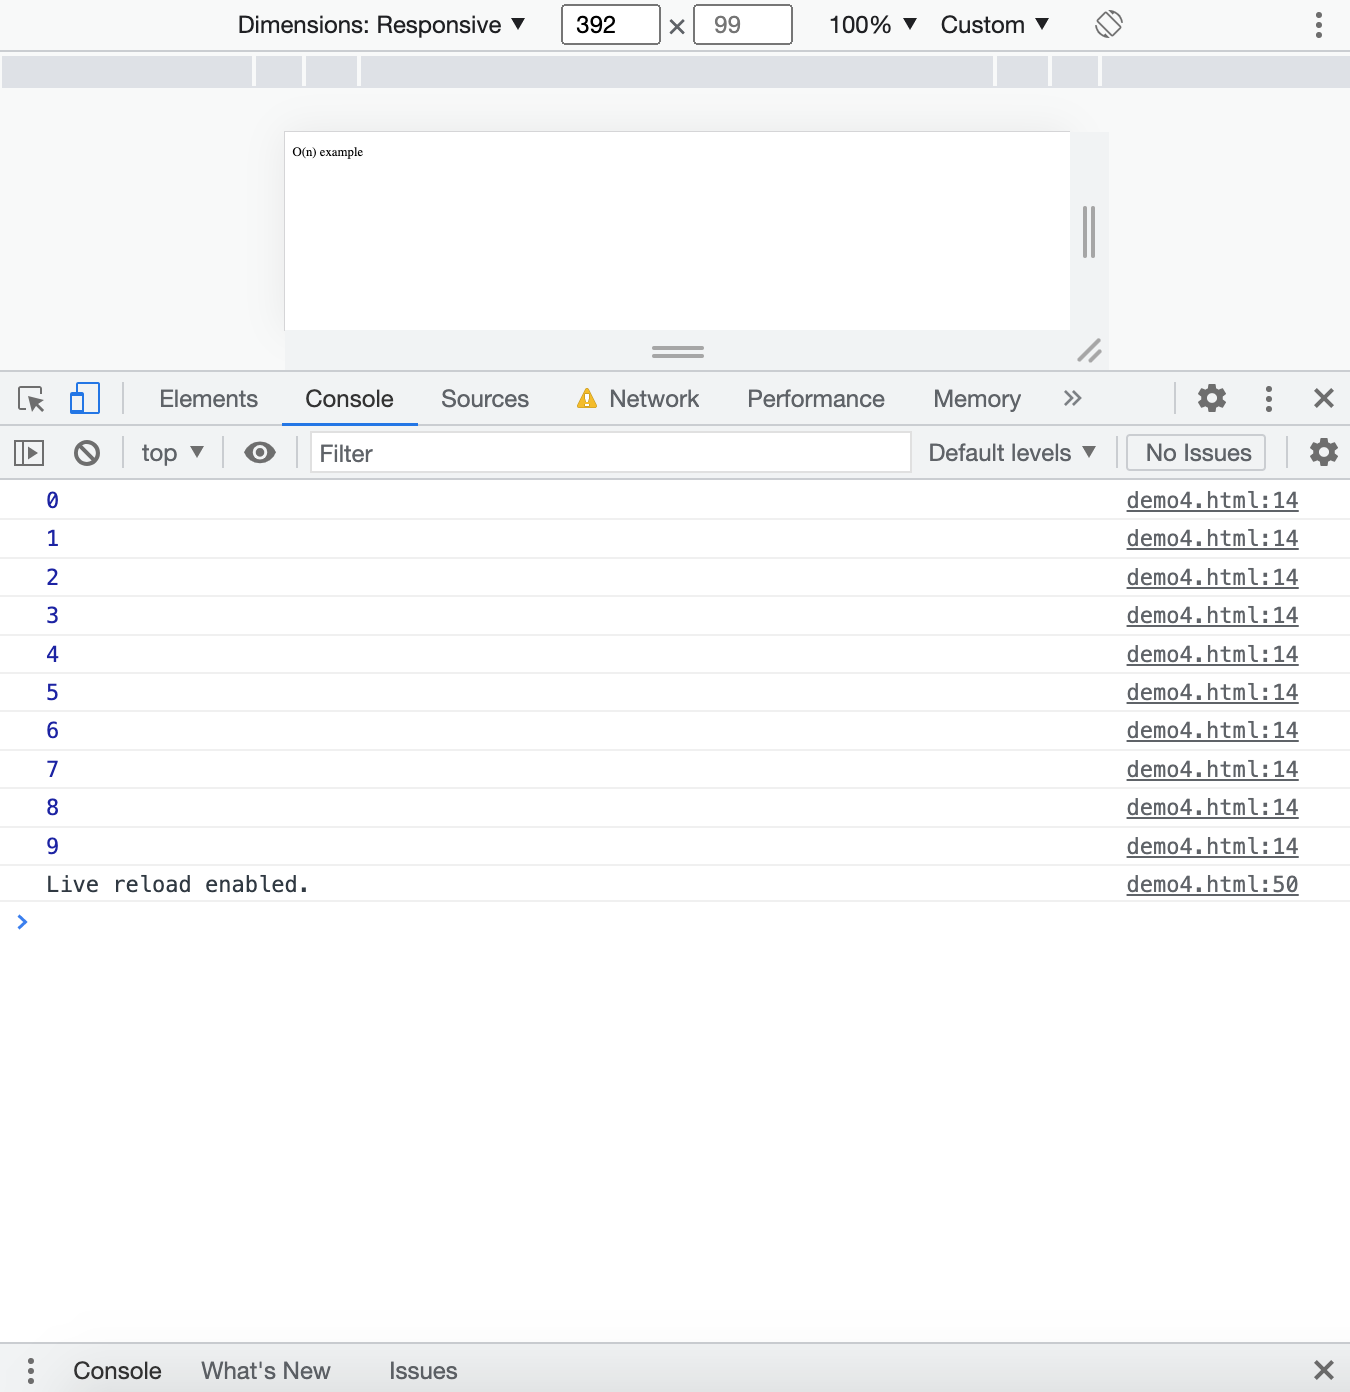 Dimensions: Responsive ▼ 392 × 99 100% ▼ Custom ▼
O(n) example
Elements Console Sources Network Performance Memory
top ▼ Filter Default levels ▼ No Issues
0 demo4.html:14
1 demo4.html:14
2 demo4.html:14
3 demo4.html:14
4 demo4.html:14
5 demo4.html:14
6 demo4.html:14
7 demo4.html:14
8 demo4.html:14
9 demo4.html:14
Live reload enabled. demo4.html:50
Console What's New Issues